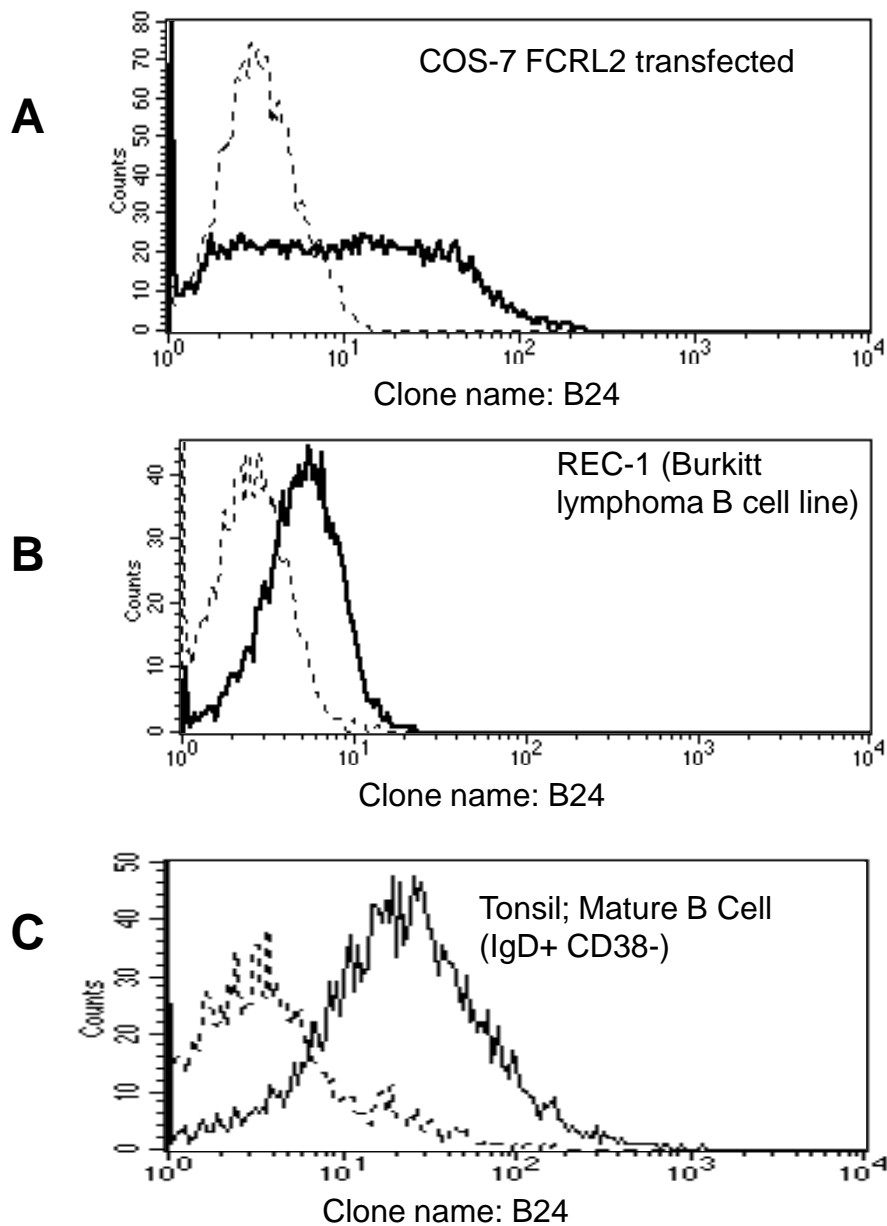 A
COS-7 FCRL2 transfected
Counts
80
70
60
50
40
30
20
10
0
10^0 10^1 10^2 10^3 10^4
Clone name: B24
B
REC-1 (Burkitt
lymphoma B cell line)
Counts
40
30
20
10
0
10^0 10^1 10^2 10^3 10^4
Clone name: B24
C
Tonsil; Mature B Cell
(IgD+ CD38-)
Counts
50
40
30
20
10
0
10^0 10^1 10^2 10^3 10^4
Clone name: B24